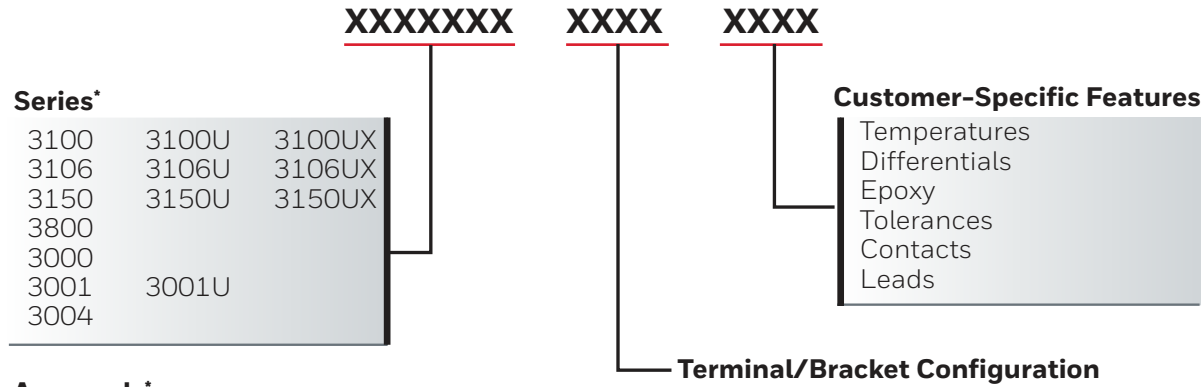 XXXXXXX XXXX XXXX
Series*
3100 3100U 3100UX
3106 3106U 3106UX
3150 3150U 3150UX
3800
3000
3001 3001U
3004
Customer-Specific Features
Temperatures
Differentials
Epoxy
Tolerances
Contacts
Leads
Terminal/Bracket Configuration